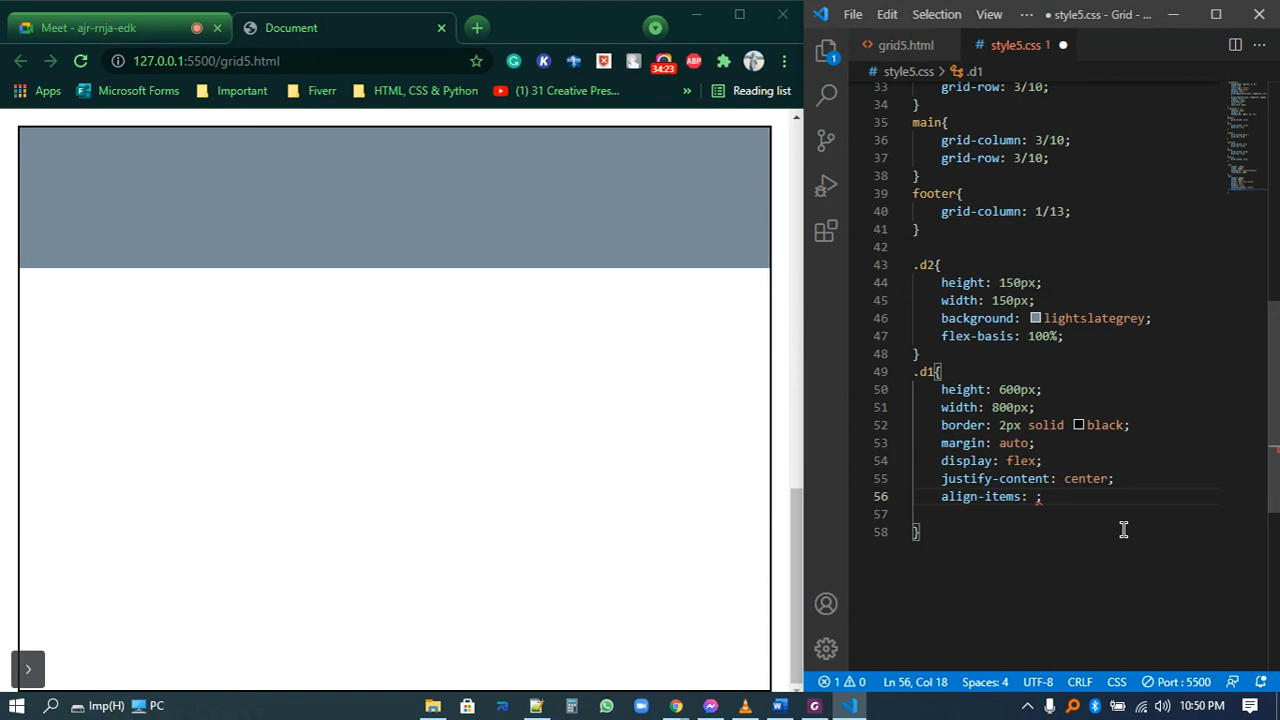 Meet - ajr-rnja-edk
Document
127.0.0.1:5500/grid5.html
34:23
ABP
Apps
Microsoft Forms
Important
Fiverr
HTML, CSS & Python
(1) 31 Creative Pres...
»
Reading list
File Edit Selection View ··· ● style5.css - Grid - ...
<> grid5.html
# style5.css 1 ●
# style5.css > .d1
33 grid-row: 3/10;
34 }
35 main{
36 grid-column: 3/10;
37 grid-row: 3/10;
38 }
39 footer{
40 grid-column: 1/13;
41 }
42
43 .d2{
44 height: 150px;
45 width: 150px;
46 background: lightslategrey;
47 flex-basis: 100%;
48 }
49 .d1{
50 height: 600px;
51 width: 800px;
52 border: 2px solid black;
53 margin: auto;
54 display: flex;
55 justify-content: center;
56 align-items: ;
57
58 }
1 0 Ln 56, Col 18 Spaces: 4 UTF-8 CRLF CSS Port : 5500
Imp(H) PC
10:50 PM